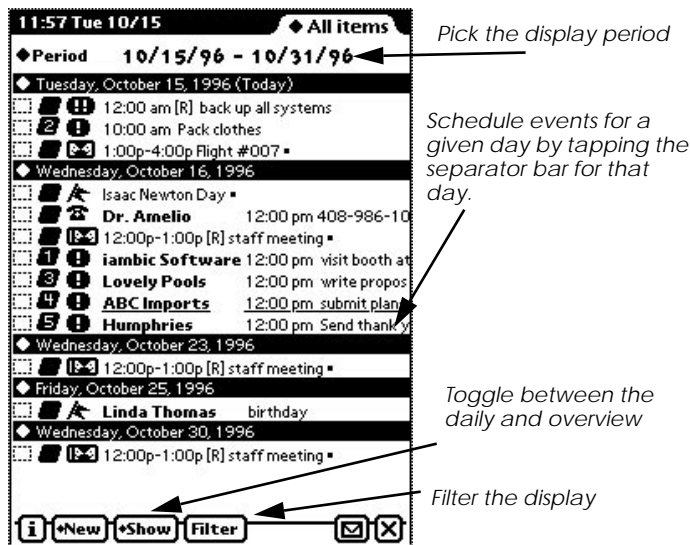 11:57 Tue 10/15 All items
Period 10/15/96 - 10/31/96
Pick the display period
Tuesday, October 15, 1996 (Today)
12:00 am [R] back up all systems
2 10:00 am Pack clothes
1:00p-4:00p Flight #007
Schedule events for a
given day by tapping the
separator bar for that
day.
Wednesday, October 16, 1996
Isaac Newton Day
Dr. Amelio 12:00 pm 408-986-10
12:00p-1:00p [R] staff meeting
1 iambic Software 12:00 pm visit booth at
3 Lovely Pools 12:00 pm write propos
4 ABC Imports 12:00 pm submit plan
5 Humphries 12:00 pm Send thank y
Wednesday, October 23, 1996
12:00p-1:00p [R] staff meeting
Friday, October 25, 1996
Linda Thomas birthday
Wednesday, October 30, 1996
12:00p-1:00p [R] staff meeting
Toggle between the
daily and overview
Filter the display
i New Show Filter X